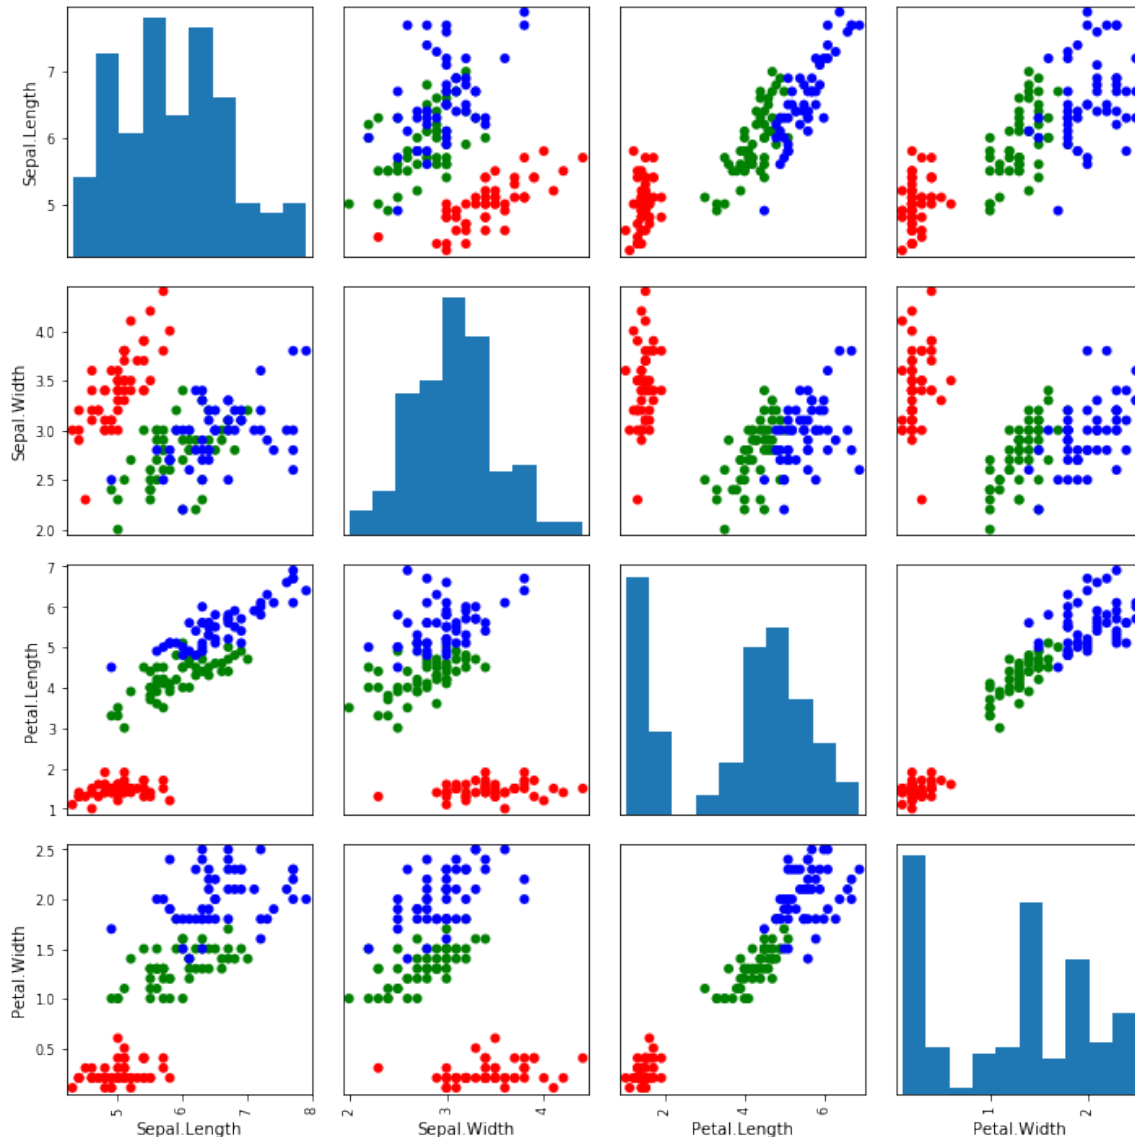 Sepal.Length
7
6
5
Sepal.Width
4.0
3.5
3.0
2.5
2.0
Petal.Length
7
6
5
4
3
2
1
Petal.Width
2.5
2.0
1.5
1.0
0.5
5 6 7 8
2 3 4
2 4 6
1 2
Sepal.Length Sepal.Width Petal.Length Petal.Width